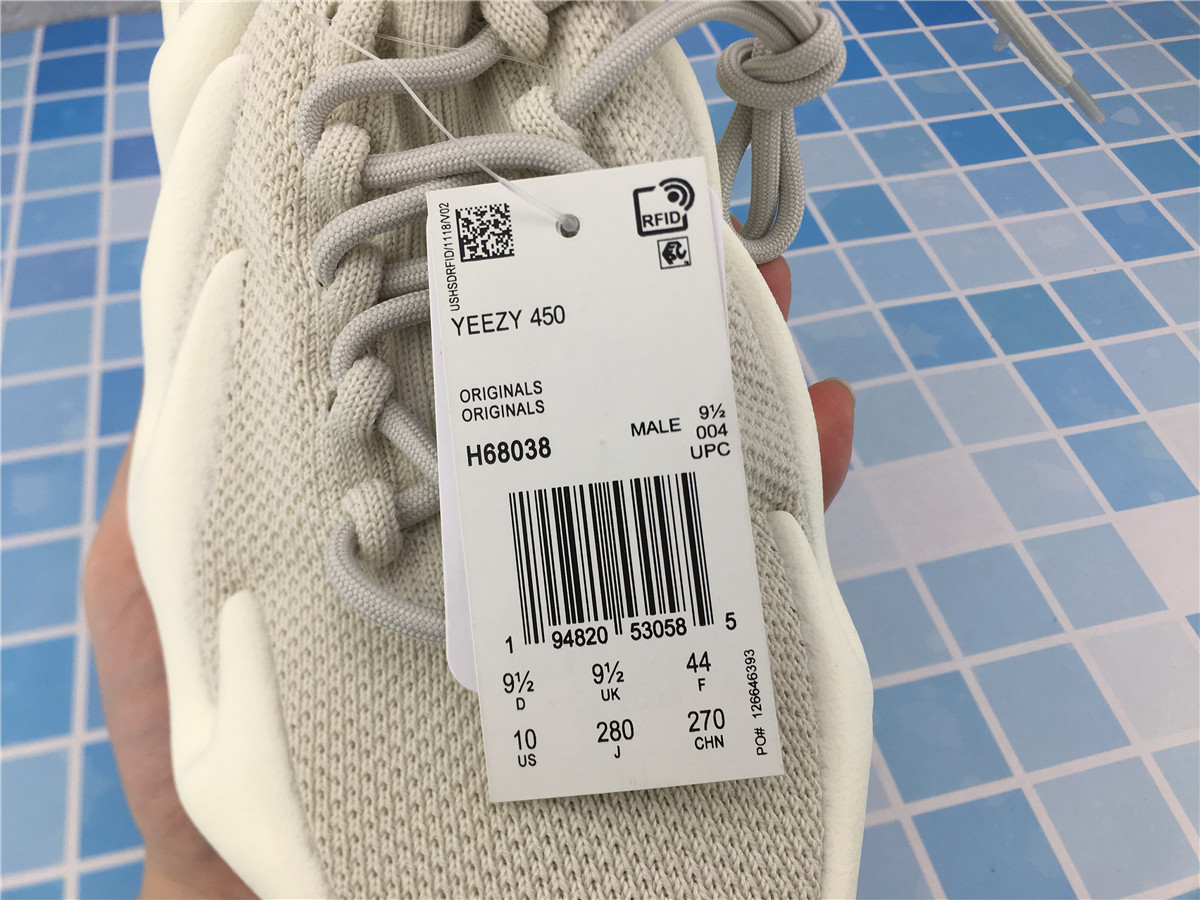 USHSDRFID/1118/V02
RFID
YEEZY 450
ORIGINALS
ORIGINALS
H68038
MALE
9½
004
UPC
1 94820 53058 5
9½ 9½ 44
D UK F
10 280 270
US J CHN
PO# 126646393